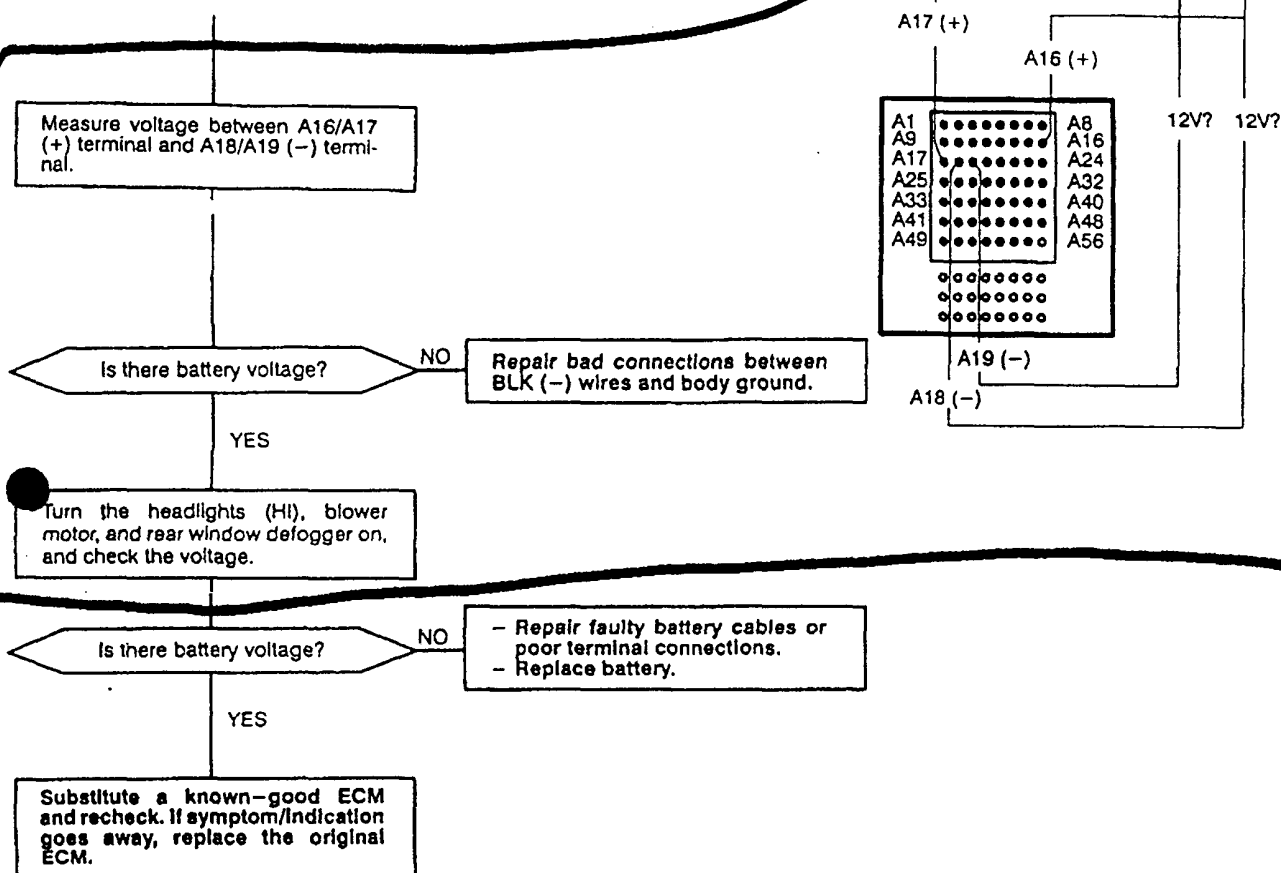 A17 (+)
A16 (+)
Measure voltage between A16/A17
(+) terminal and A18/A19 (–) termi-
nal.
A1 A8
A9 A16
A17 A24
A25 A32
A33 A40
A41 A48
A49 A56
12V? 12V?
A19 (–)
A18 (–)
Is there battery voltage?
NO
Repair bad connections between
BLK (–) wires and body ground.
YES
Turn the headlights (HI), blower
motor, and rear window defogger on,
and check the voltage.
Is there battery voltage?
NO
– Repair faulty battery cables or
poor terminal connections.
– Replace battery.
YES
Substitute a known–good ECM
and recheck. If symptom/indication
goes away, replace the original
ECM.